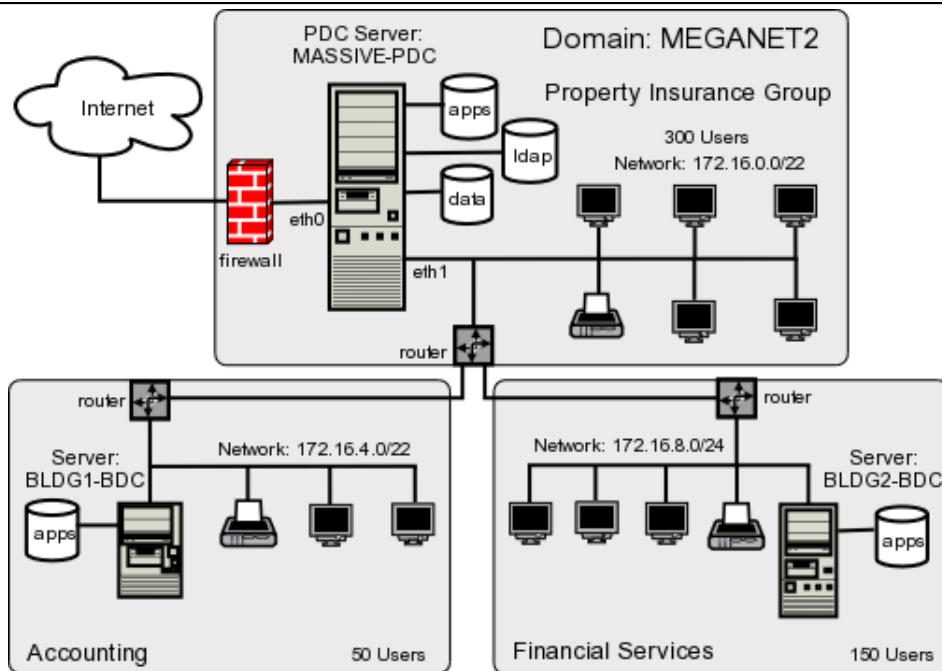 PDC Server:
MASSIVE-PDC
Domain: MEGANET2
Property Insurance Group
Internet
apps
ldap
data
300 Users
Network: 172.16.0.0/22
eth0
firewall
eth1
router
router
Network: 172.16.4.0/22
Server:
BLDG1-BDC
apps
Accounting
50 Users
router
Network: 172.16.8.0/24
Server:
BLDG2-BDC
apps
Financial Services
150 Users